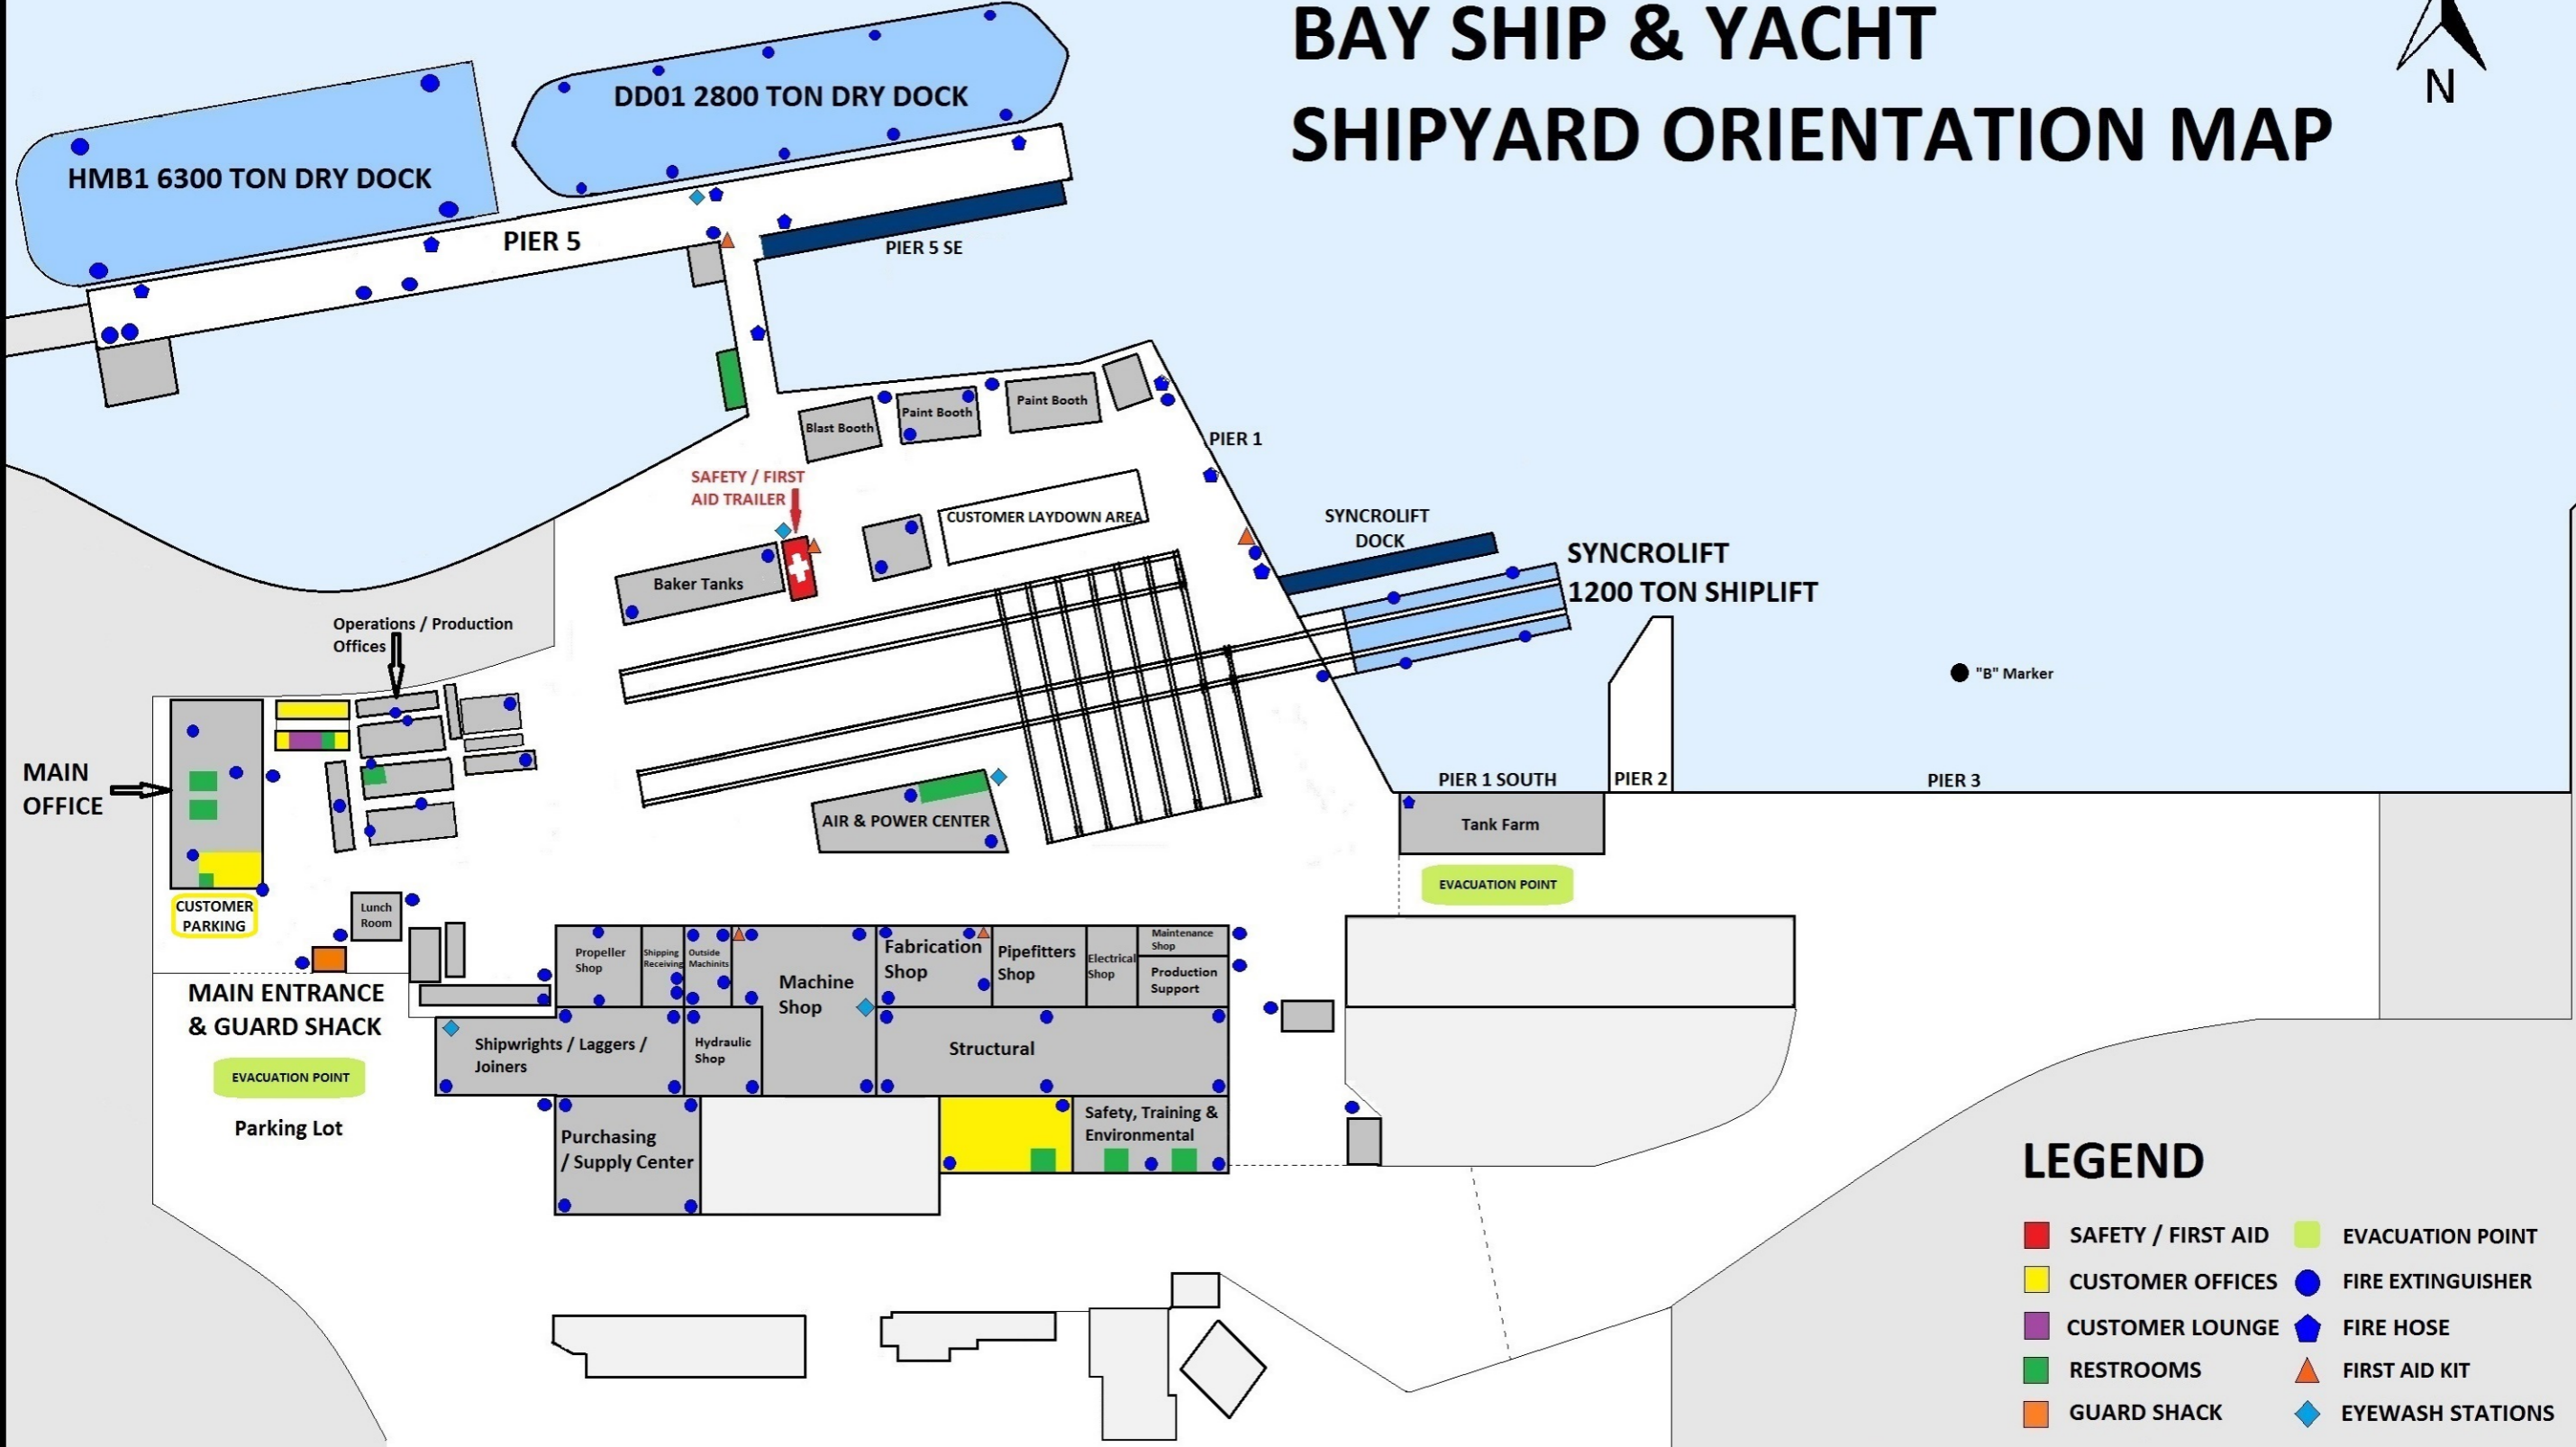 BAY SHIP & YACHT
SHIPYARD ORIENTATION MAP
N
DD01 2800 TON DRY DOCK
HMB1 6300 TON DRY DOCK
PIER 5
PIER 5 SE
Paint Booth
Paint Booth
Blast Booth
PIER 1
SAFETY / FIRST
AID TRAILER
CUSTOMER LAYDOWN AREA
SYNCROLIFT
DOCK
SYNCROLIFT
1200 TON SHIPLIFT
Baker Tanks
Operations / Production
Offices
"B" Marker
MAIN
OFFICE
PIER 1 SOUTH
PIER 2
PIER 3
AIR & POWER CENTER
Tank Farm
EVACUATION POINT
CUSTOMER
PARKING
Lunch
Room
Propeller
Shop
Shipping
Receiving
Outside
Machinits
Machine
Shop
Fabrication
Shop
Pipefitters
Shop
Electrical
Shop
Maintenance
Shop
Production
Support
MAIN ENTRANCE
& GUARD SHACK
Shipwrights / Laggers /
Joiners
Hydraulic
Shop
Structural
EVACUATION POINT
Parking Lot
Purchasing
/ Supply Center
Safety, Training &
Environmental
LEGEND
SAFETY / FIRST AID
CUSTOMER OFFICES
CUSTOMER LOUNGE
RESTROOMS
GUARD SHACK
EVACUATION POINT
FIRE EXTINGUISHER
FIRE HOSE
FIRST AID KIT
EYEWASH STATIONS